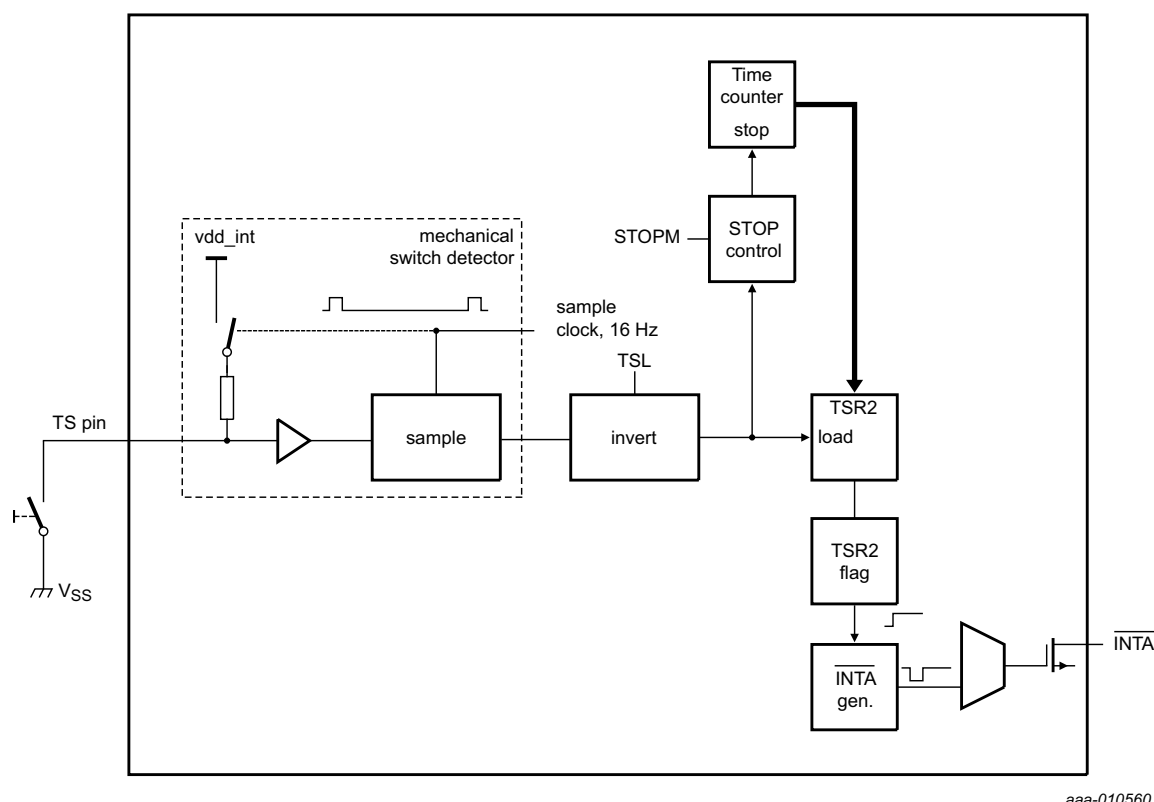 Time
counter
stop
STOPM
STOP
control
vdd_int
mechanical
switch detector
sample
clock, 16 Hz
TSL
TS pin
sample
invert
TSR2
load
TSR2
flag
VSS
INTA
INTA
gen.
aaa-010560